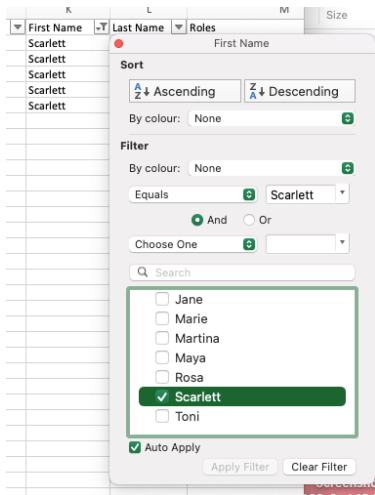 K L M
First Name Last Name Roles
Size
Scarlett
Scarlett
Scarlett
Scarlett
Scarlett
First Name
Sort
A Z Ascending Z A Descending
By colour: None
Filter
By colour: None
Equals Scarlett
And Or
Choose One
Search
Jane
Marie
Martina
Maya
Rosa
Scarlett
Toni
Auto Apply
Apply Filter Clear Filter